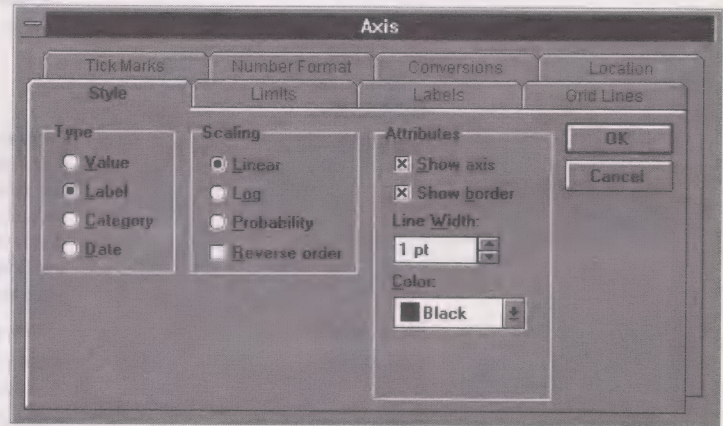 Axis
Tick Marks Number Format Conversions Location
Style Limits Labels Grid Lines
Type
Value
Label
Category
Date
Scaling
Linear
Log
Probability
Reverse order
Attributes
Show axis
Show border
Line Width:
1 pt
Color:
Black
OK
Cancel